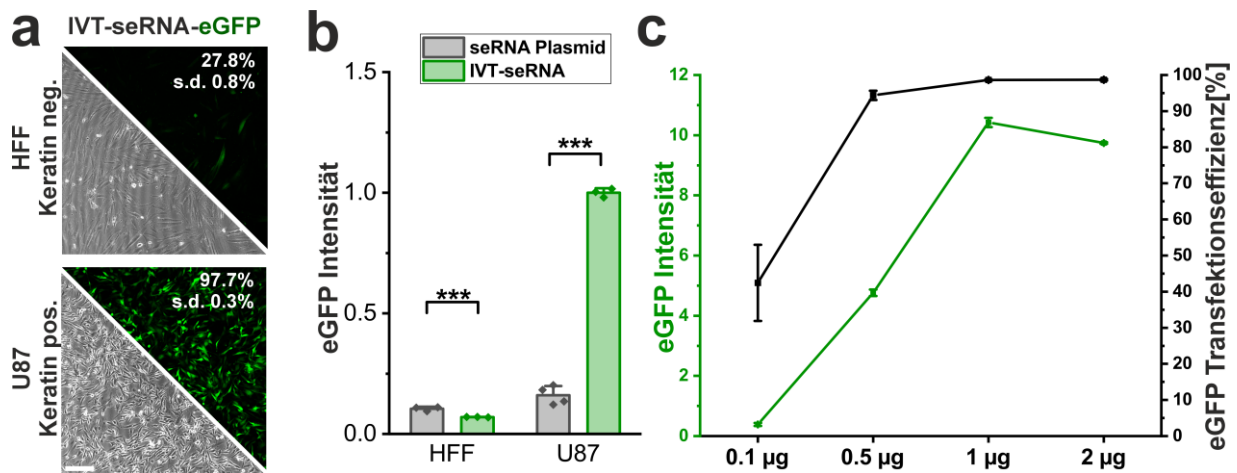 a
IVT-seRNA-eGFP
HFF
Keratin neg.
27.8%
s.d. 0.8%
U87
Keratin pos.
97.7%
s.d. 0.3%
b
seRNA Plasmid
IVT-seRNA
eGFP Intensität
1.5
1.0
0.5
0.0
***
***
HFF
U87
c
eGFP Intensität
12
10
8
6
4
2
0
eGFP Transfektionseffizienz[%]
100
90
80
70
60
50
40
30
20
10
0
0.1 µg
0.5 µg
1 µg
2 µg